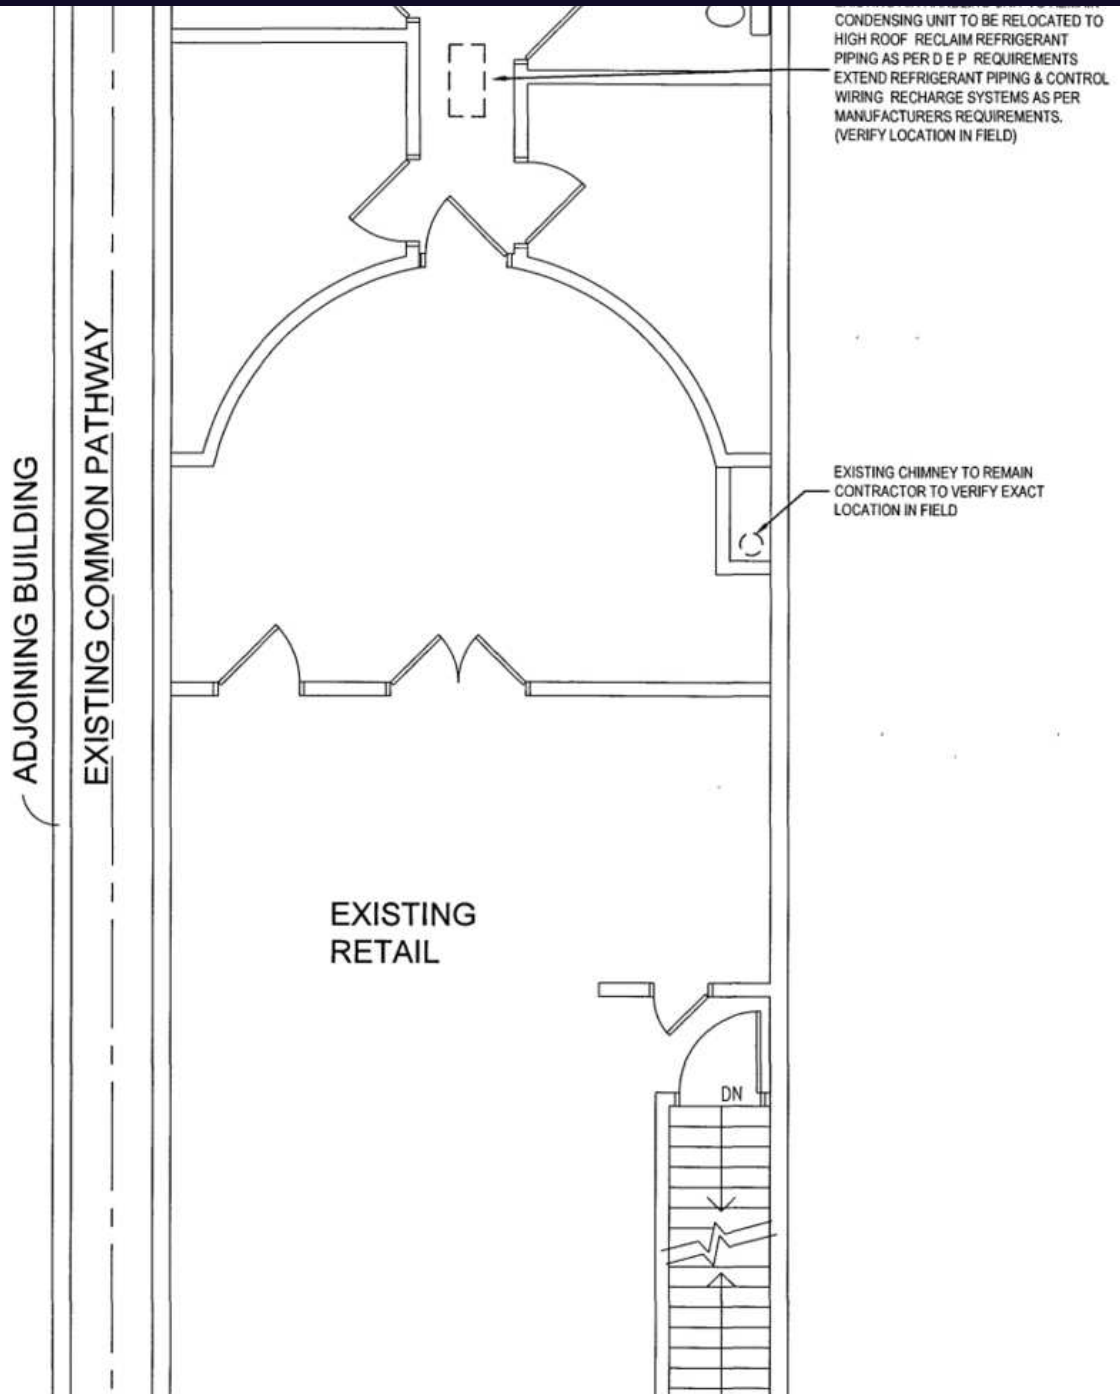 CONDENSING UNIT TO BE RELOCATED TO
HIGH ROOF RECLAIM REFRIGERANT
PIPING AS PER D E P REQUIREMENTS
EXTEND REFRIGERANT PIPING & CONTROL
WIRING RECHARGE SYSTEMS AS PER
MANUFACTURERS REQUIREMENTS.
(VERIFY LOCATION IN FIELD)
EXISTING COMMON PATHWAY
ADJOINING BUILDING
EXISTING CHIMNEY TO REMAIN
CONTRACTOR TO VERIFY EXACT
LOCATION IN FIELD
EXISTING
RETAIL
DN